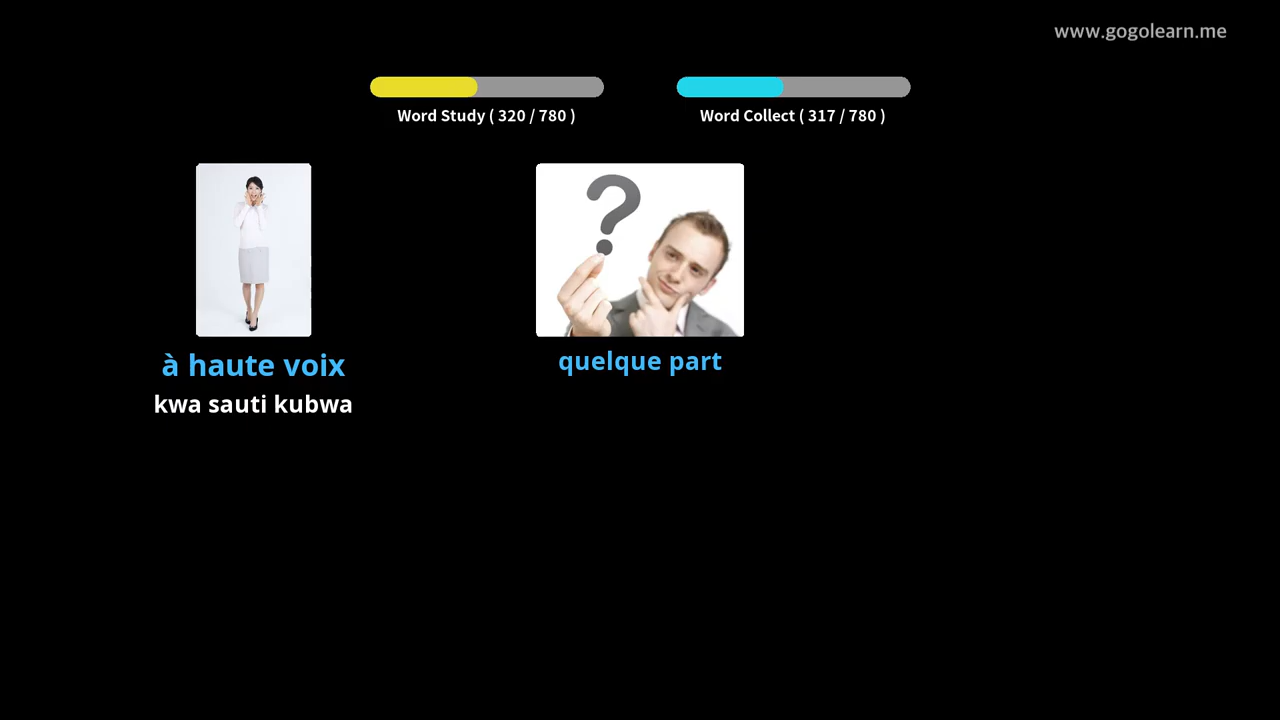 www.gogolearn.me
Word Study ( 320 / 780 )
Word Collect ( 317 / 780 )
à haute voix
kwa sauti kubwa
quelque part